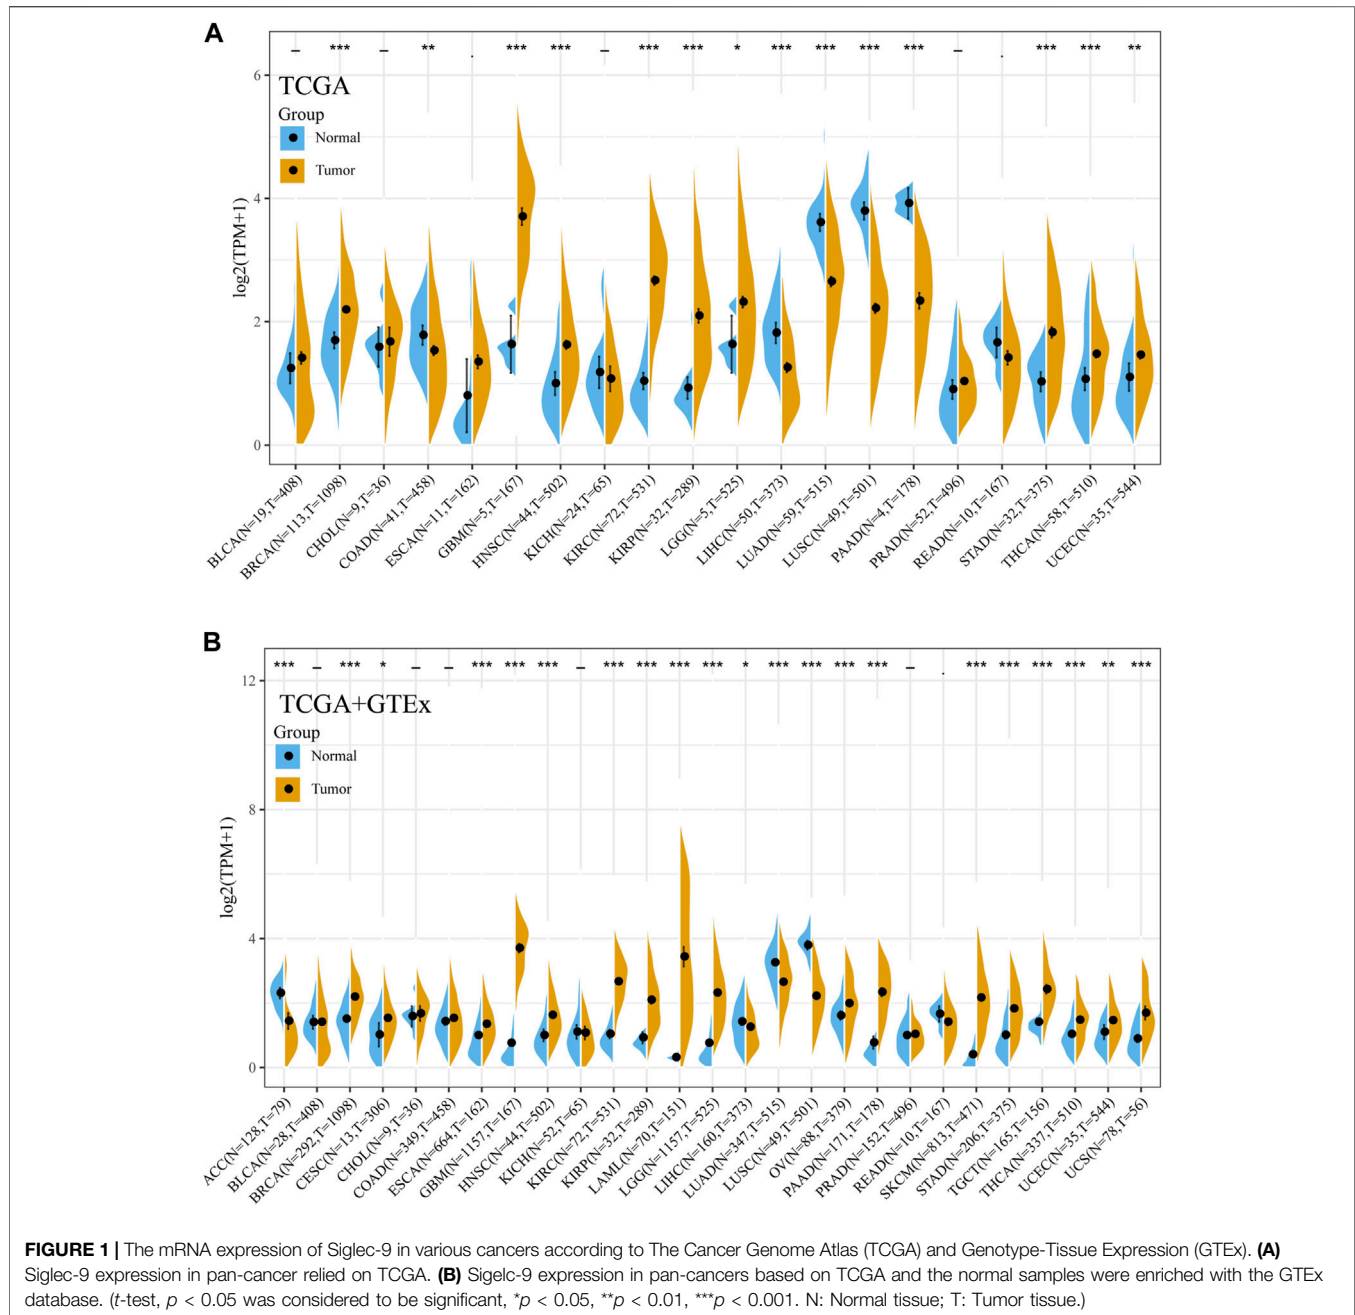 A
– *** – ** . *** *** – *** *** * *** *** *** *** – . *** *** **
TCGA
Group
Normal
Tumor
log2(TPM+1)
6
4
2
0
BLCA(N=19,T=408)
BRCA(N=113,T=1098)
CHOL(N=9,T=36)
COAD(N=41,T=458)
ESCA(N=11,T=162)
GBM(N=5,T=167)
HNSC(N=44,T=502)
KICH(N=24,T=65)
KIRC(N=72,T=531)
KIRP(N=32,T=289)
LGG(N=5,T=525)
LIHC(N=50,T=373)
LUAD(N=59,T=515)
LUSC(N=49,T=501)
PAAD(N=4,T=178)
PRAD(N=52,T=496)
READ(N=10,T=167)
STAD(N=32,T=375)
THCA(N=58,T=510)
UCEC(N=35,T=544)
B
*** – *** * – – *** *** *** – *** *** *** *** * *** *** *** *** – . *** *** *** *** ** ***
TCGA+GTEx
Group
Normal
Tumor
log2(TPM+1)
12
8
4
0
ACC(N=128,T=79)
BLCA(N=28,T=408)
BRCA(N=292,T=1098)
CESC(N=13,T=306)
CHOL(N=9,T=36)
COAD(N=349,T=458)
ESCA(N=664,T=162)
GBM(N=1157,T=167)
HNSC(N=44,T=502)
KICH(N=52,T=65)
KIRC(N=72,T=531)
KIRP(N=32,T=289)
LAML(N=70,T=151)
LGG(N=1157,T=525)
LIHC(N=160,T=373)
LUAD(N=347,T=515)
LUSC(N=49,T=501)
OV(N=88,T=379)
PAAD(N=171,T=178)
PRAD(N=152,T=496)
READ(N=10,T=167)
SKCM(N=813,T=471)
STAD(N=206,T=375)
TGCT(N=165,T=156)
THCA(N=337,T=510)
UCEC(N=35,T=544)
UCS(N=78,T=56)
FIGURE 1 | The mRNA expression of Siglec-9 in various cancers according to The Cancer Genome Atlas (TCGA) and Genotype-Tissue Expression (GTEx). (A)
Siglec-9 expression in pan-cancer relied on TCGA. (B) Sigelc-9 expression in pan-cancers based on TCGA and the normal samples were enriched with the GTEx
database. (t-test, p < 0.05 was considered to be significant, *p < 0.05, **p < 0.01, ***p < 0.001. N: Normal tissue; T: Tumor tissue.)